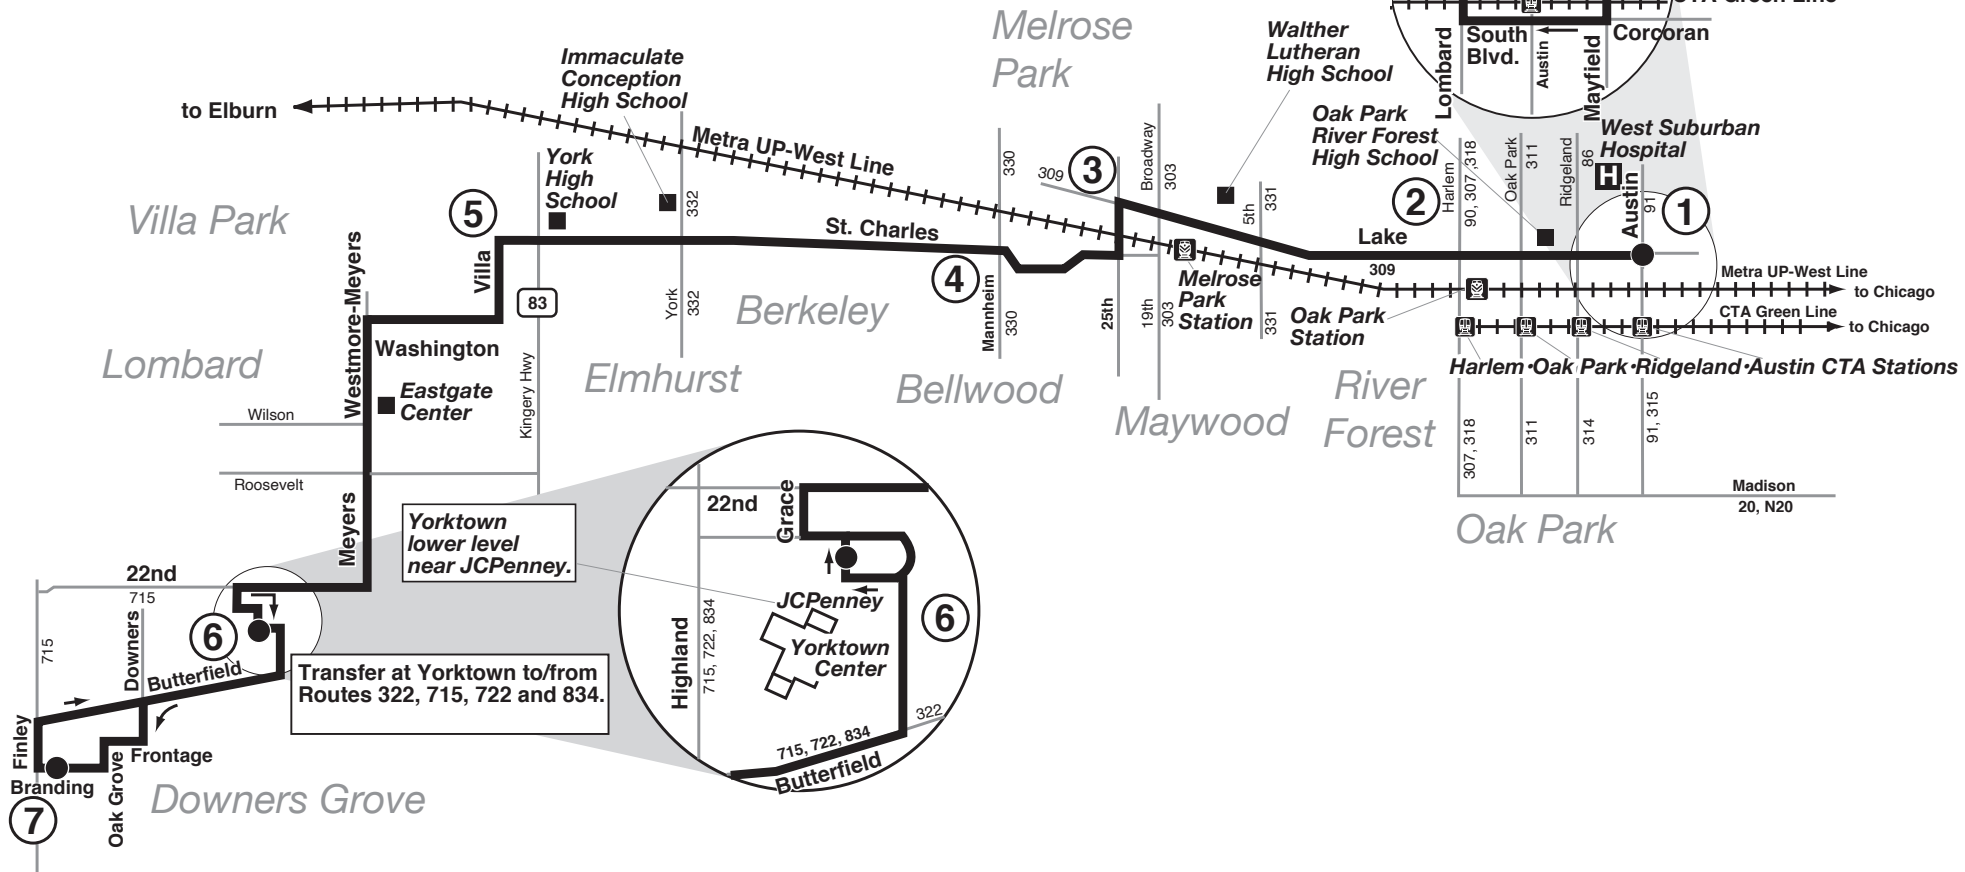 CTA Green Line
South
Blvd.
Corcoran
Lombard
Austin
Mayfield
Melrose
Park
Walther
Lutheran
High School
Immaculate
Conception
High School
to Elburn
Metra UP-West Line
Oak Park
River Forest
High School
West Suburban
Hospital
H
York
High
School
332
330
309
3
Broadway
303
5th
331
2
Harlem
90, 307, 318
Oak Park
311
Ridgeland
86
Austin
91
1
Villa Park
5
St. Charles
Lake
Villa
Westmore-Meyers
83
4
Mannheim
330
York
332
Berkeley
25th
19th
303
Melrose
Park
Station
331
309
Oak Park
Station
Metra UP-West Line
to Chicago
CTA Green Line
to Chicago
Harlem•Oak Park•Ridgeland•Austin CTA Stations
Washington
Lombard
Eastgate
Center
Wilson
Roosevelt
Kingery Hwy
Elmhurst
Bellwood
Maywood
River
Forest
307, 318
311
314
91, 315
Madison
20, N20
Oak Park
Meyers
Yorktown
lower level
near JCPenney.
22nd
Grace
22nd
715
715
Downers
6
Butterfield
Transfer at Yorktown to/from
Routes 322, 715, 722 and 834.
Highland
715, 722, 834
JCPenney
Yorktown
Center
6
322
715, 722, 834
Butterfield
Finley
Frontage
Branding
Oak Grove
Downers Grove
7